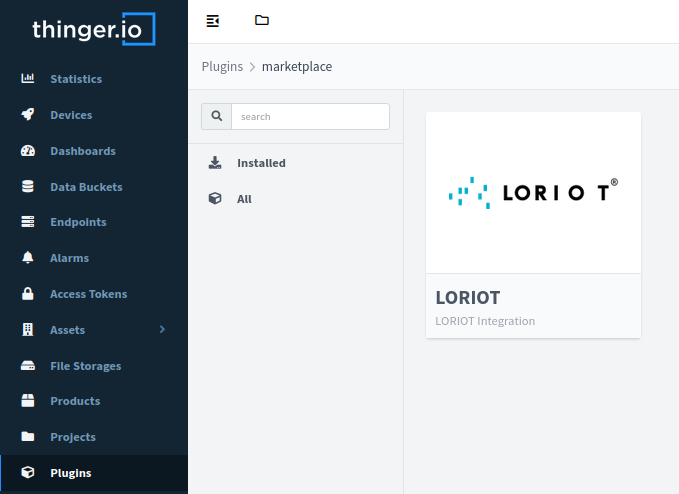 thinger.io
Statistics
Devices
Dashboards
Data Buckets
Endpoints
Alarms
Access Tokens
Assets
File Storages
Products
Projects
Plugins
Plugins > marketplace
search
Installed
All
LORIOT®
LORIOT
LORIOT Integration